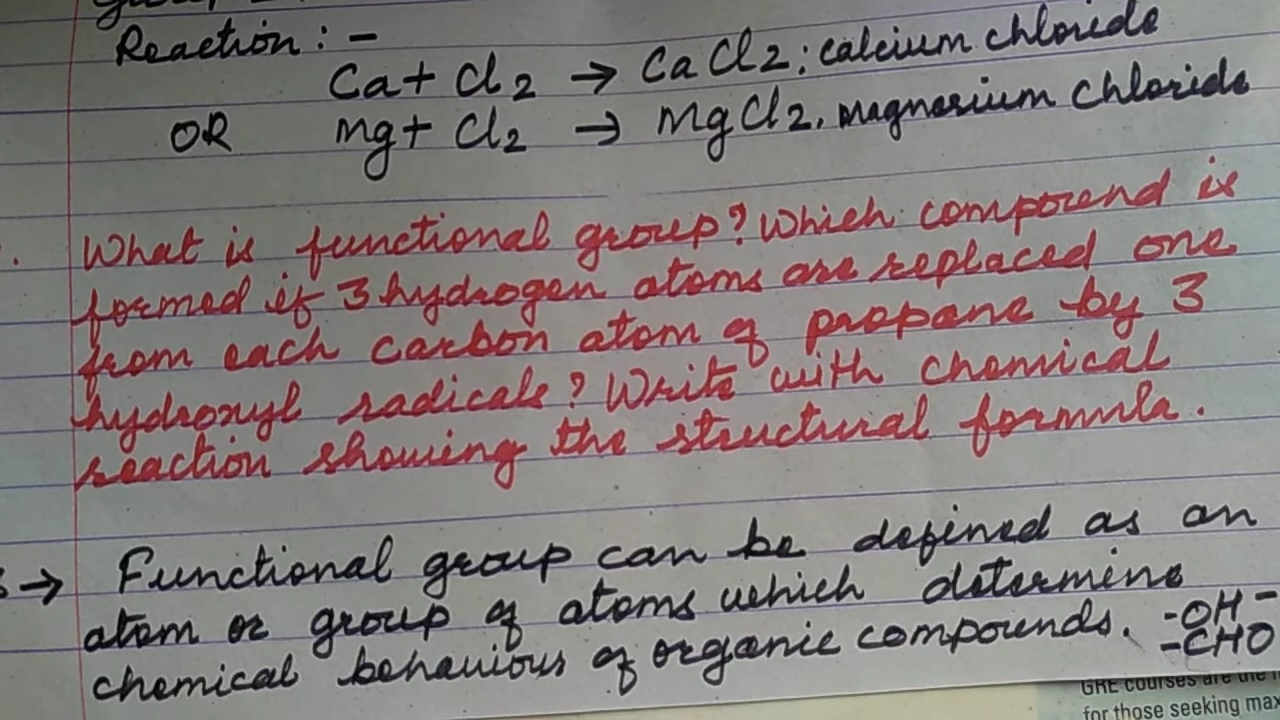 Reaction : -
Ca + Cl2 → CaCl2 : calcium chloride
OR Mg + Cl2 → MgCl2. magnesium chloride
. What is functional group? Which compound is
formed if 3 hydrogen atoms are replaced one
from each carbon atom of propane by 3
hydroxyl radicals? Write with chemical
reaction showing the structural formula.
→ Functional group can be defined as an
atom or group of atoms which determine
chemical behaviour of organic compounds. -OH-
-CHO
GRE courses are the
for those seeking max